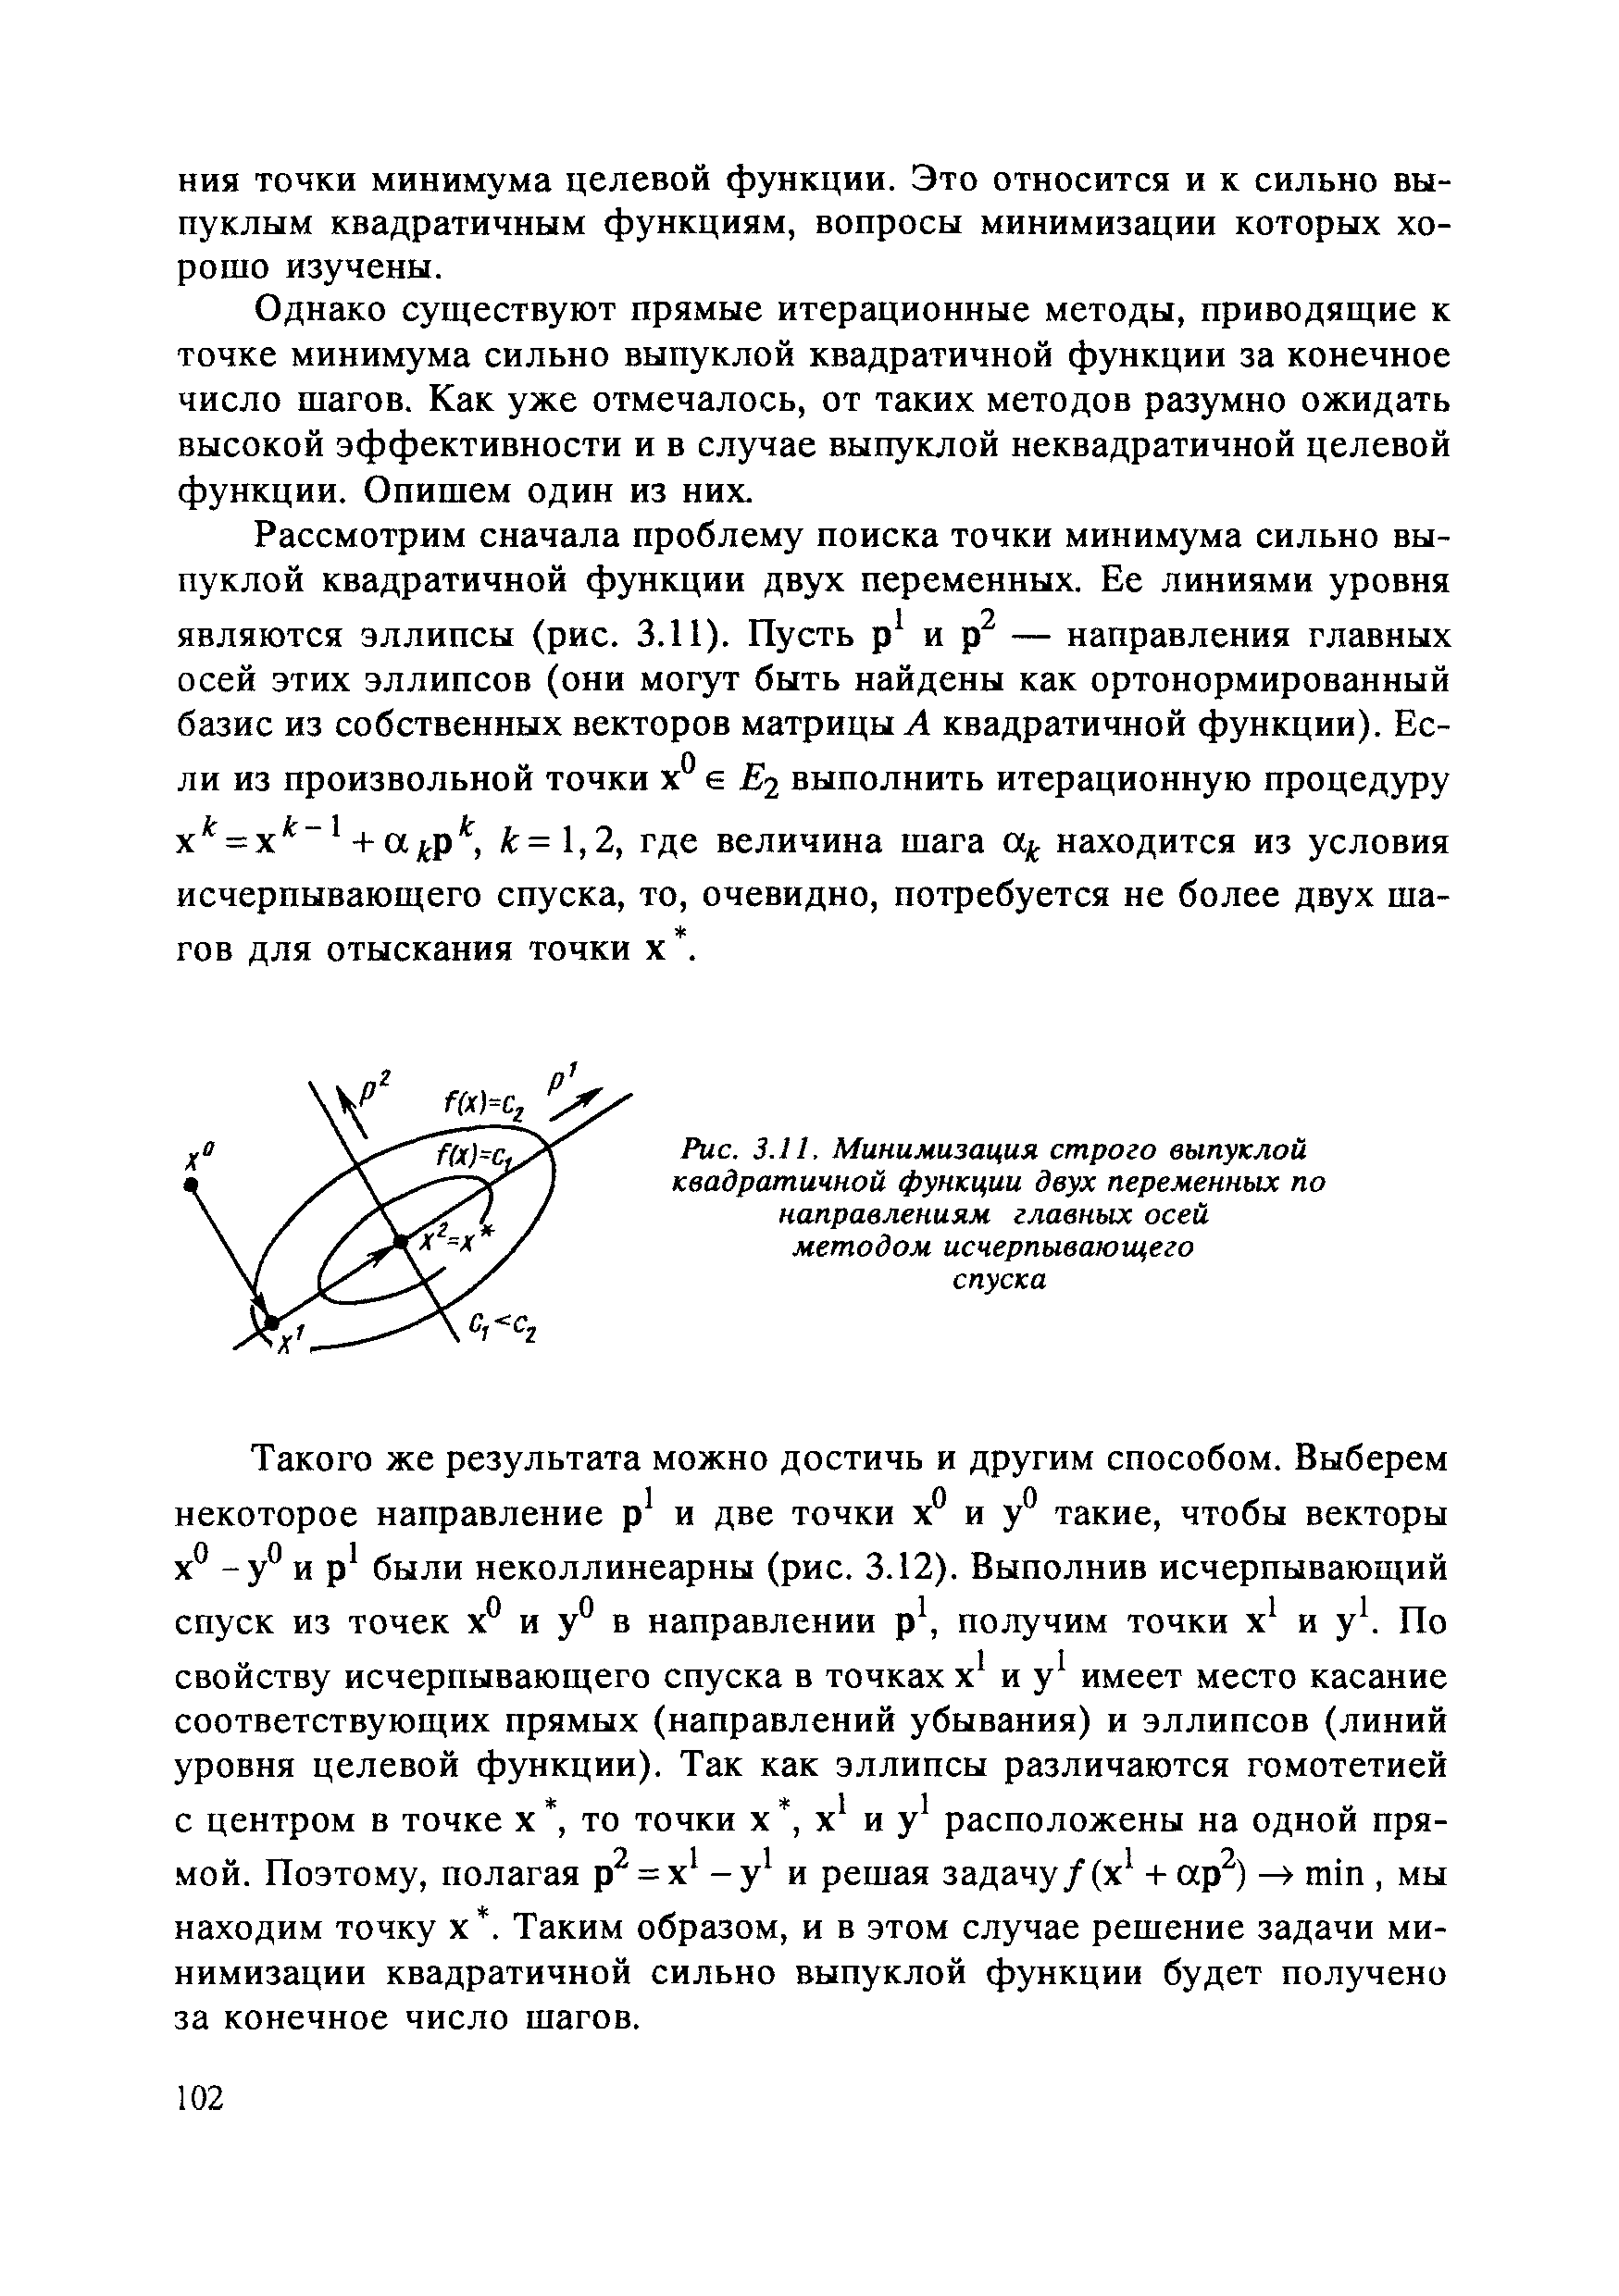 ния точки минимума целевой функции. Это относится и к сильно вы-
пуклым квадратичным функциям, вопросы минимизации которых хо-
рошо изучены.
Однако существуют прямые итерационные методы, приводящие к
точке минимума сильно выпуклой квадратичной функции за конечное
число шагов. Как уже отмечалось, от таких методов разумно ожидать
высокой эффективности и в случае выпуклой неквадратичной целевой
функции. Опишем один из них.
Рассмотрим сначала проблему поиска точки минимума сильно вы-
пуклой квадратичной функции двух переменных. Ее линиями уровня
являются эллипсы (рис. 3.11). Пусть p¹ и p² — направления главных
осей этих эллипсов (они могут быть найдены как ортонормированный
базис из собственных векторов матрицы A квадратичной функции). Ес-
ли из произвольной точки x⁰ ∈ E₂ выполнить итерационную процедуру
xᵏ = xᵏ⁻¹ + αₖpᵏ, k = 1, 2, где величина шага αₖ находится из условия
исчерпывающего спуска, то, очевидно, потребуется не более двух ша-
гов для отыскания точки x*.
p²
f(x)=c₂
p¹
x⁰
f(x)=c₁
x²=x*
x¹
c₁<c₂
Рис. 3.11. Минимизация строго выпуклой
квадратичной функции двух переменных по
направлениям главных осей
методом исчерпывающего
спуска
Такого же результата можно достичь и другим способом. Выберем
некоторое направление p¹ и две точки x⁰ и y⁰ такие, чтобы векторы
x⁰ - y⁰ и p¹ были неколлинеарны (рис. 3.12). Выполнив исчерпывающий
спуск из точек x⁰ и y⁰ в направлении p¹, получим точки x¹ и y¹. По
свойству исчерпывающего спуска в точках x¹ и y¹ имеет место касание
соответствующих прямых (направлений убывания) и эллипсов (линий
уровня целевой функции). Так как эллипсы различаются гомотетией
с центром в точке x*, то точки x*, x¹ и y¹ расположены на одной пря-
мой. Поэтому, полагая p² = x¹ - y¹ и решая задачу f(x¹ + αp²) → min , мы
находим точку x*. Таким образом, и в этом случае решение задачи ми-
нимизации квадратичной сильно выпуклой функции будет получено
за конечное число шагов.
102